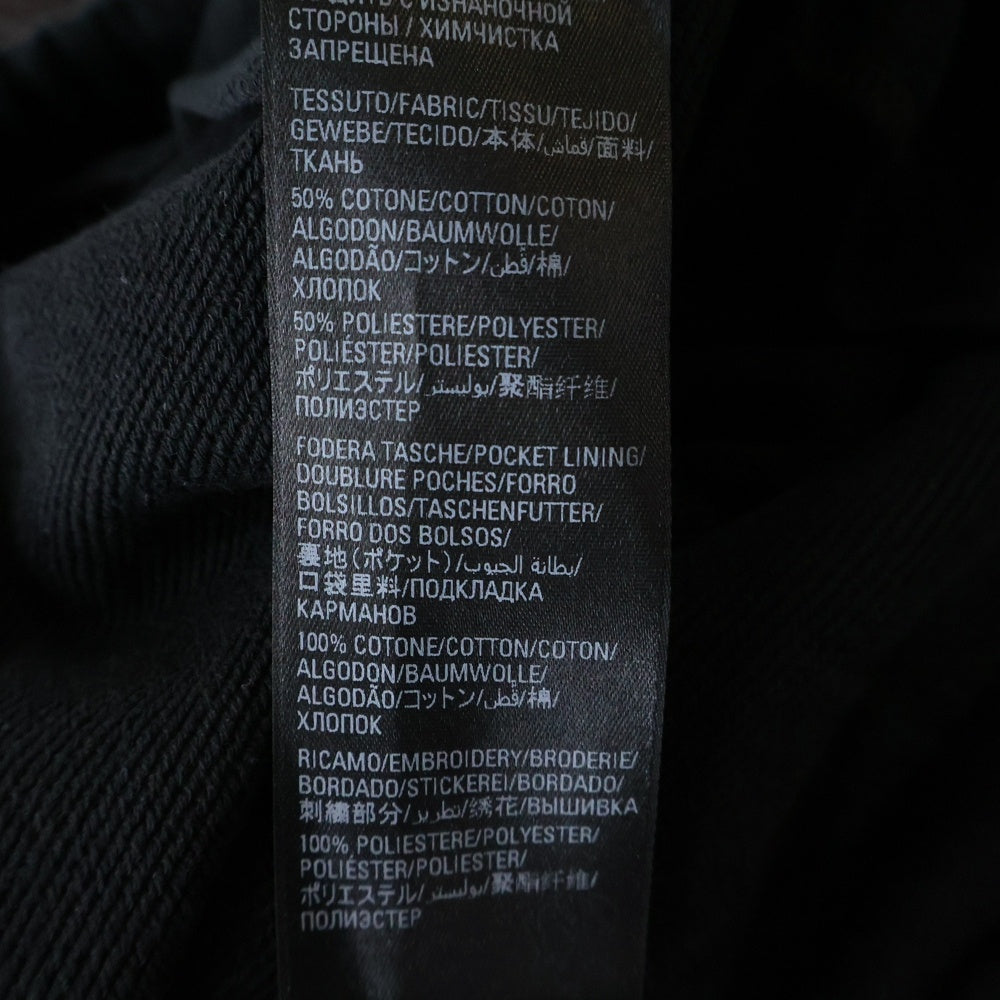 С ИЗНАНОЧНОЙ
СТОРОНЫ / ХИМЧИСТКА
ЗАПРЕЩЕНА
TESSUTO/FABRIC/TISSU/TEJIDO/
GEWEBE/TECIDO/本体/قماش/面料/
ТКАНЬ
50% COTONE/COTTON/COTON/
ALGODON/BAUMWOLLE/
ALGODÃO/コットン/قُطن/棉/
ХЛОПОК
50% POLIESTERE/POLYESTER/
POLIÉSTER/POLIESTER/
ポリエステル/بوليستر/聚酯纤维/
ПОЛИЭСТЕР
FODERA TASCHE/POCKET LINING/
DOUBLURE POCHES/FORRO
BOLSILLOS/TASCHENFUTTER/
FORRO DOS BOLSOS/
裏地(ポケット)/بطانة الجيوب/
口袋里料/ПОДКЛАДКА
КАРМАНОВ
100% COTONE/COTTON/COTON/
ALGODON/BAUMWOLLE/
ALGODÃO/コットン/قُطن/棉/
ХЛОПОК
RICAMO/EMBROIDERY/BRODERIE/
BORDADO/STICKEREI/BORDADO/
刺繍部分/تطريز/绣花/ВЫШИВКА
100% POLIESTERE/POLYESTER/
POLIÉSTER/POLIESTER/
ポリエステル/بوليستر/聚酯纤维/
ПОЛИЭСТЕР